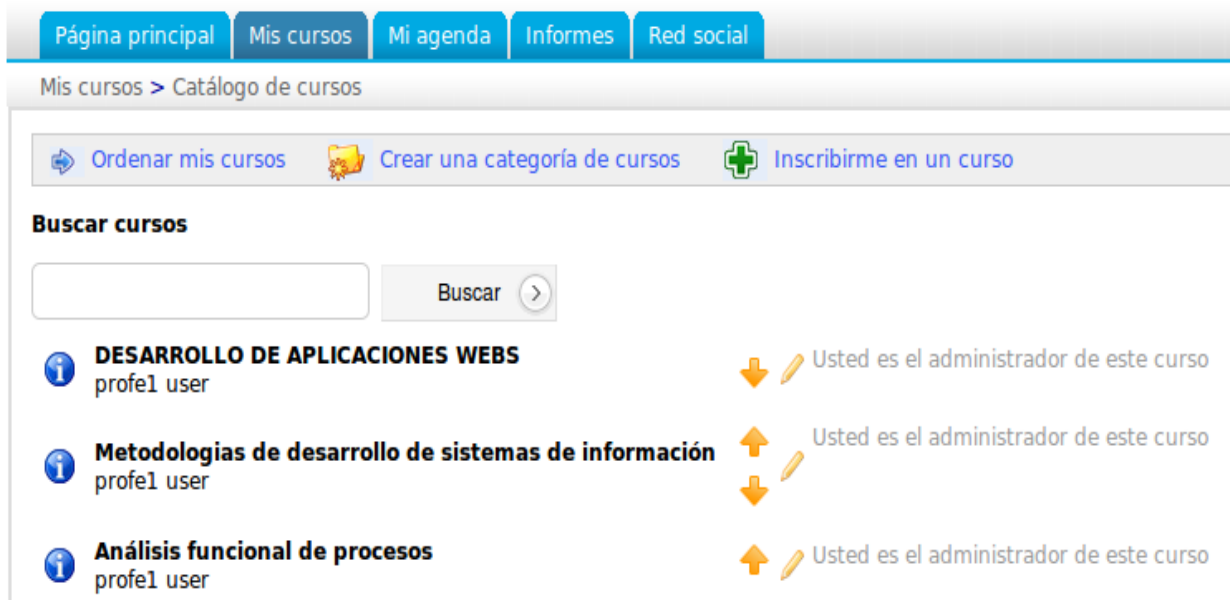 Página principal Mis cursos Mi agenda Informes Red social
Mis cursos > Catálogo de cursos
Ordenar mis cursos Crear una categoría de cursos Inscribirme en un curso
Buscar cursos
Buscar
DESARROLLO DE APLICACIONES WEBS Usted es el administrador de este curso
profe1 user
Metodologias de desarrollo de sistemas de información Usted es el administrador de este curso
profe1 user
Análisis funcional de procesos Usted es el administrador de este curso
profe1 user